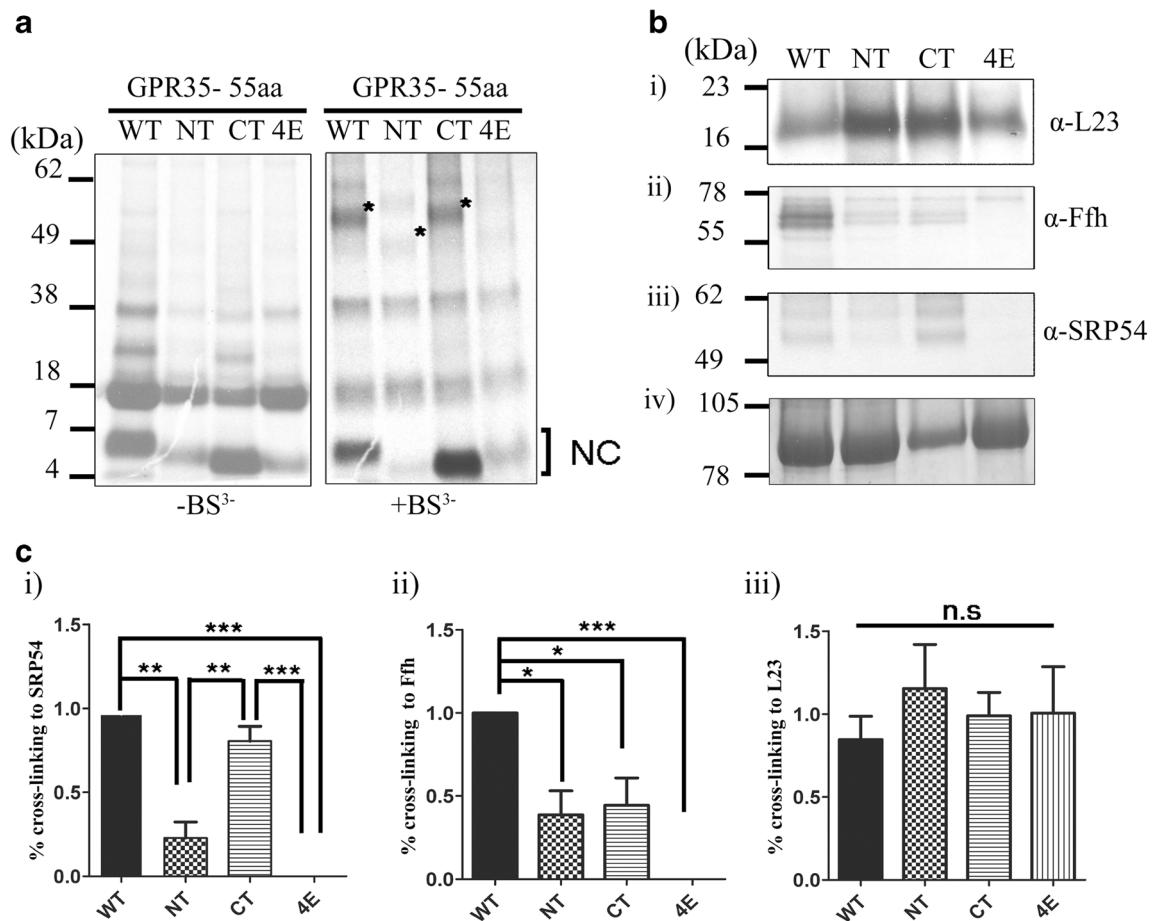 a
GPR35- 55aa GPR35- 55aa
(kDa) WT NT CT 4E WT NT CT 4E
62
49
38
18
7
4
* * *
NC
-BS3- +BS3-
b
(kDa) WT NT CT 4E
i) 23
16
α-L23
ii) 78
55
α-Ffh
iii) 62
49
α-SRP54
iv) 105
78
c
i)
% cross-linking to SRP54
1.5
1.0
0.5
0.0
***
** ** ***
WT NT CT 4E
ii)
% cross-linking to Ffh
1.5
1.0
0.5
0.0
***
*
*
WT NT CT 4E
iii)
% cross-linking to L23
1.5
1.0
0.5
0.0
n.s
WT NT CT 4E